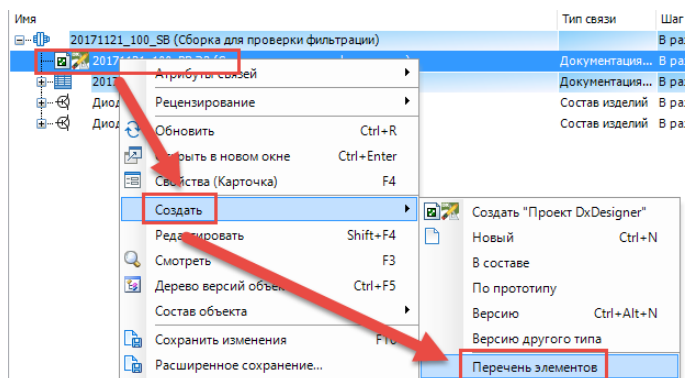 Имя Тип связи Шаг
20171121_100_SB (Сборка для проверки фильтрации) В ра
Документация... В ра
2017 Документация... В ра
Диод Состав изделий В ра
Дио Состав изделий В ра
Атрибуты связей
Рецензирование
Обновить Ctrl+R
Открыть в новом окне Ctrl+Enter
Свойства (Карточка) F4
Создать
Редактировать Shift+F4
Смотреть F3
Дерево версий объекта Ctrl+F5
Состав объекта
Сохранить изменения F10
Расширенное сохранение...
Создать "Проект DxDesigner"
Новый Ctrl+N
В составе
По прототипу
Версию Ctrl+Alt+N
Версию другого типа
Перечень элементов